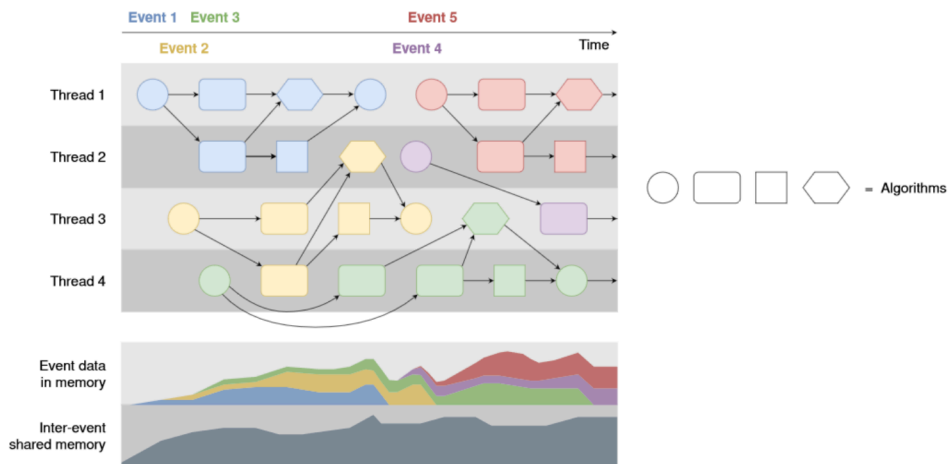 Event 1 Event 3 Event 5
Time
Event 2 Event 4
Thread 1
Thread 2
Thread 3
Thread 4
= Algorithms
Event data
in memory
Inter-event
shared memory